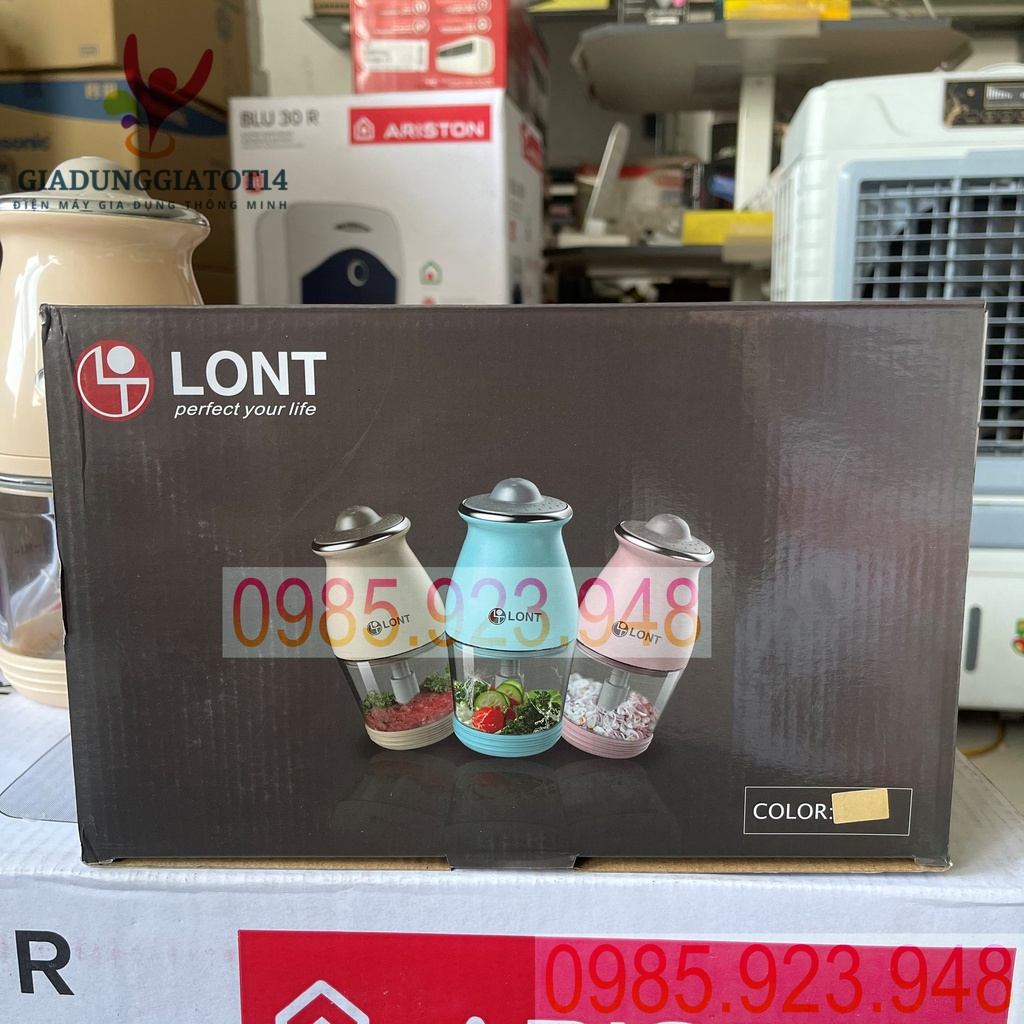 BLU 30 R
ARISTON
GIADUNGGIATOT14
ĐIỆN MÁY GIA DỤNG THÔNG MINH
LONT
perfect your life
LONT
LONT
LONT
0985.923.948
COLOR:
R
0985.923.948